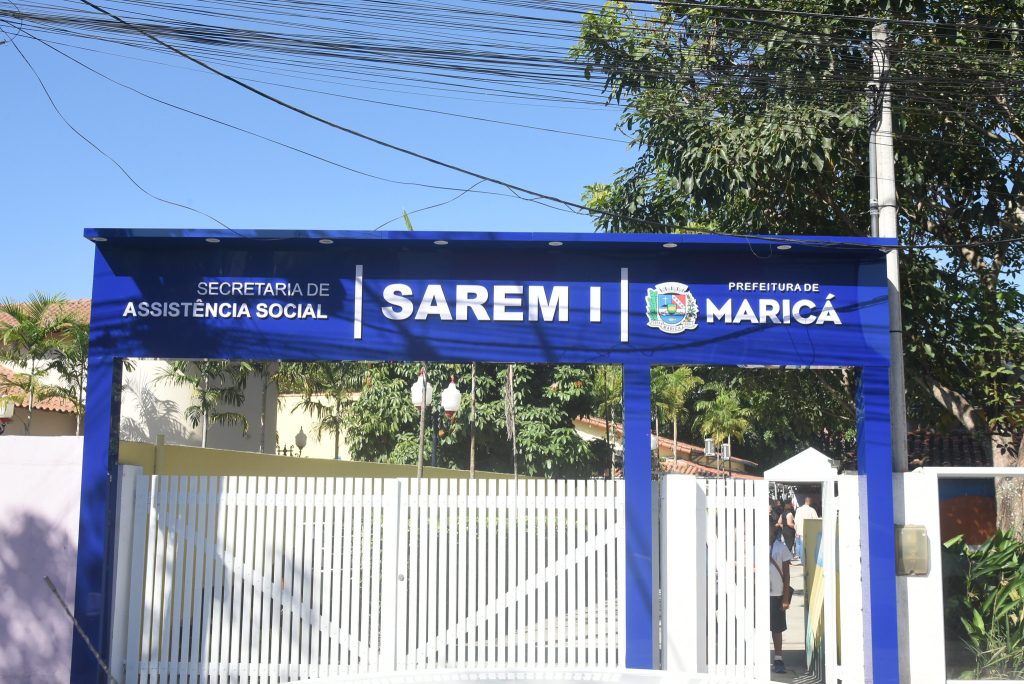 SECRETARIA DE
ASSISTÊNCIA SOCIAL
SAREM I
PREFEITURA DE
MARICÁ